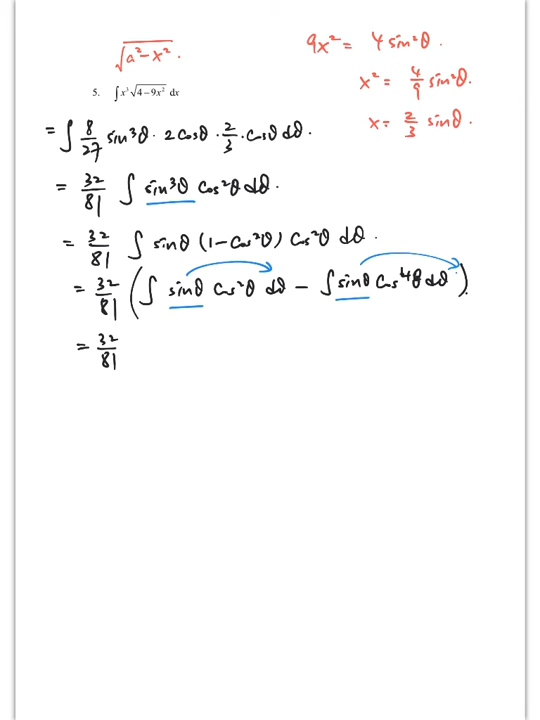 √(a²-x²).
9x² = 4 sin²θ.
x² = 4/9 sin²θ.
x = 2/3 sinθ.
5. ∫ x³ √(4-9x²) dx
= ∫ 8/27 sin³θ · 2cosθ · 2/3 · cosθ dθ.
= 32/81 ∫ sin³θ cos²θ dθ.
= 32/81 ∫ sinθ (1-cos²θ) cos²θ dθ.
= 32/81 (∫ sinθ cos²θ dθ - ∫ sinθ cos⁴θ dθ).
= 32/81